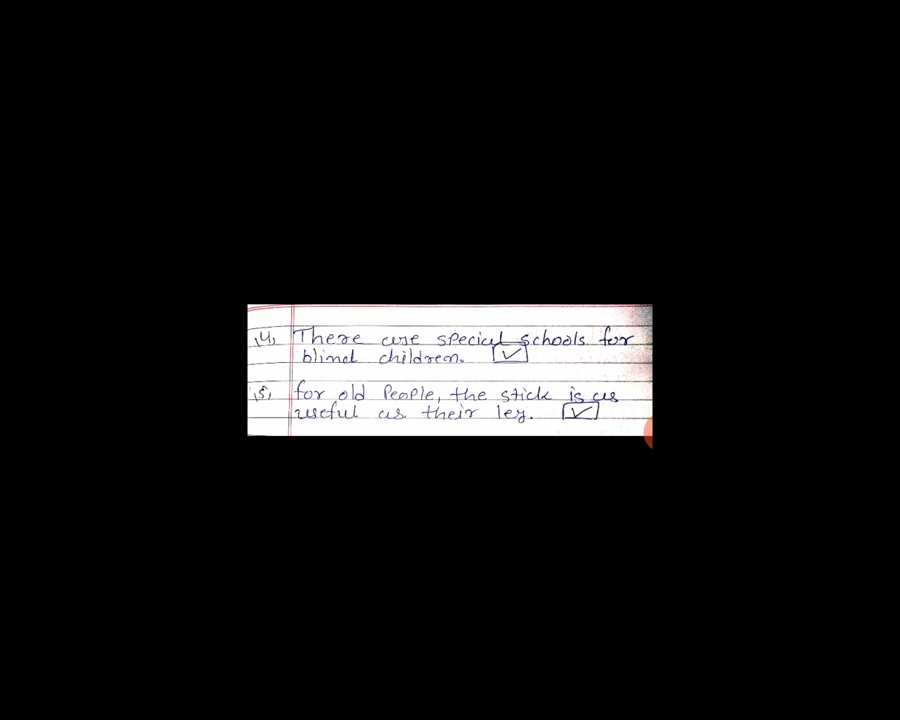 (4) There are special schools for
blind children. ✓
(5) for old People, the stick is as
useful as their leg. ✓